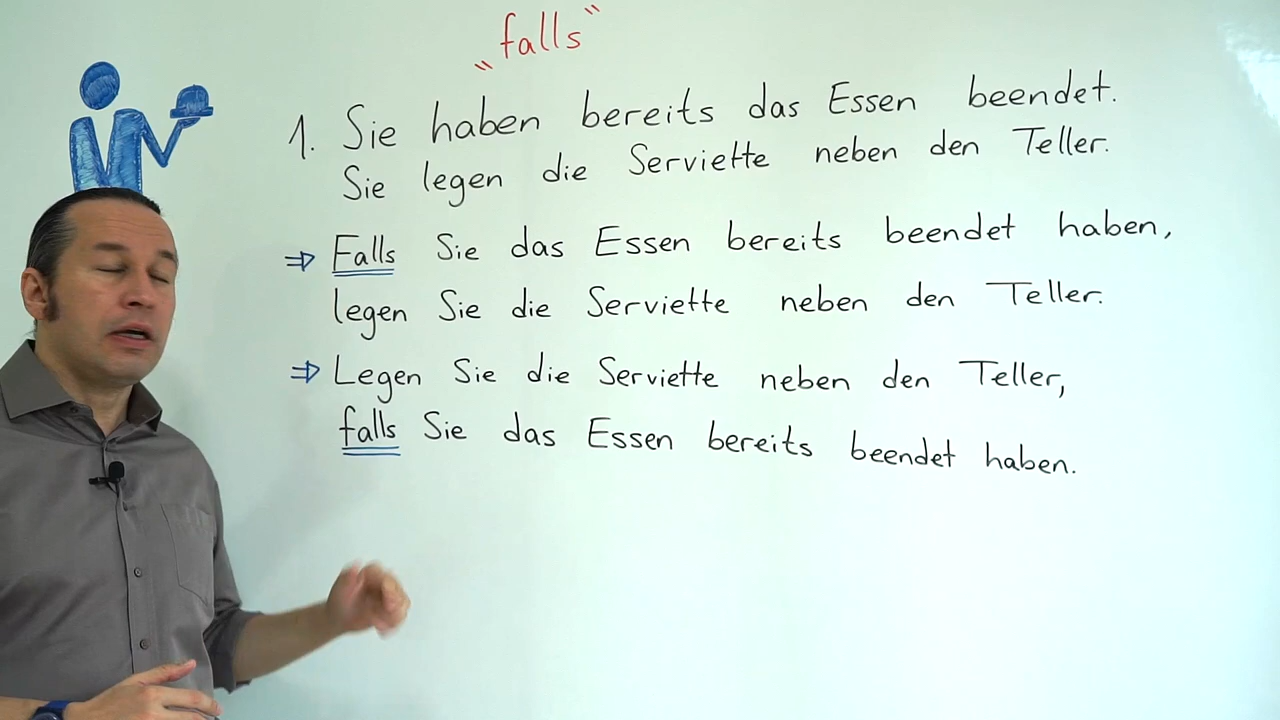 „falls“
1. Sie haben bereits das Essen beendet.
Sie legen die Serviette neben den Teller.
⇒ Falls Sie das Essen bereits beendet haben,
legen Sie die Serviette neben den Teller.
⇒ Legen Sie die Serviette neben den Teller,
falls Sie das Essen bereits beendet haben.